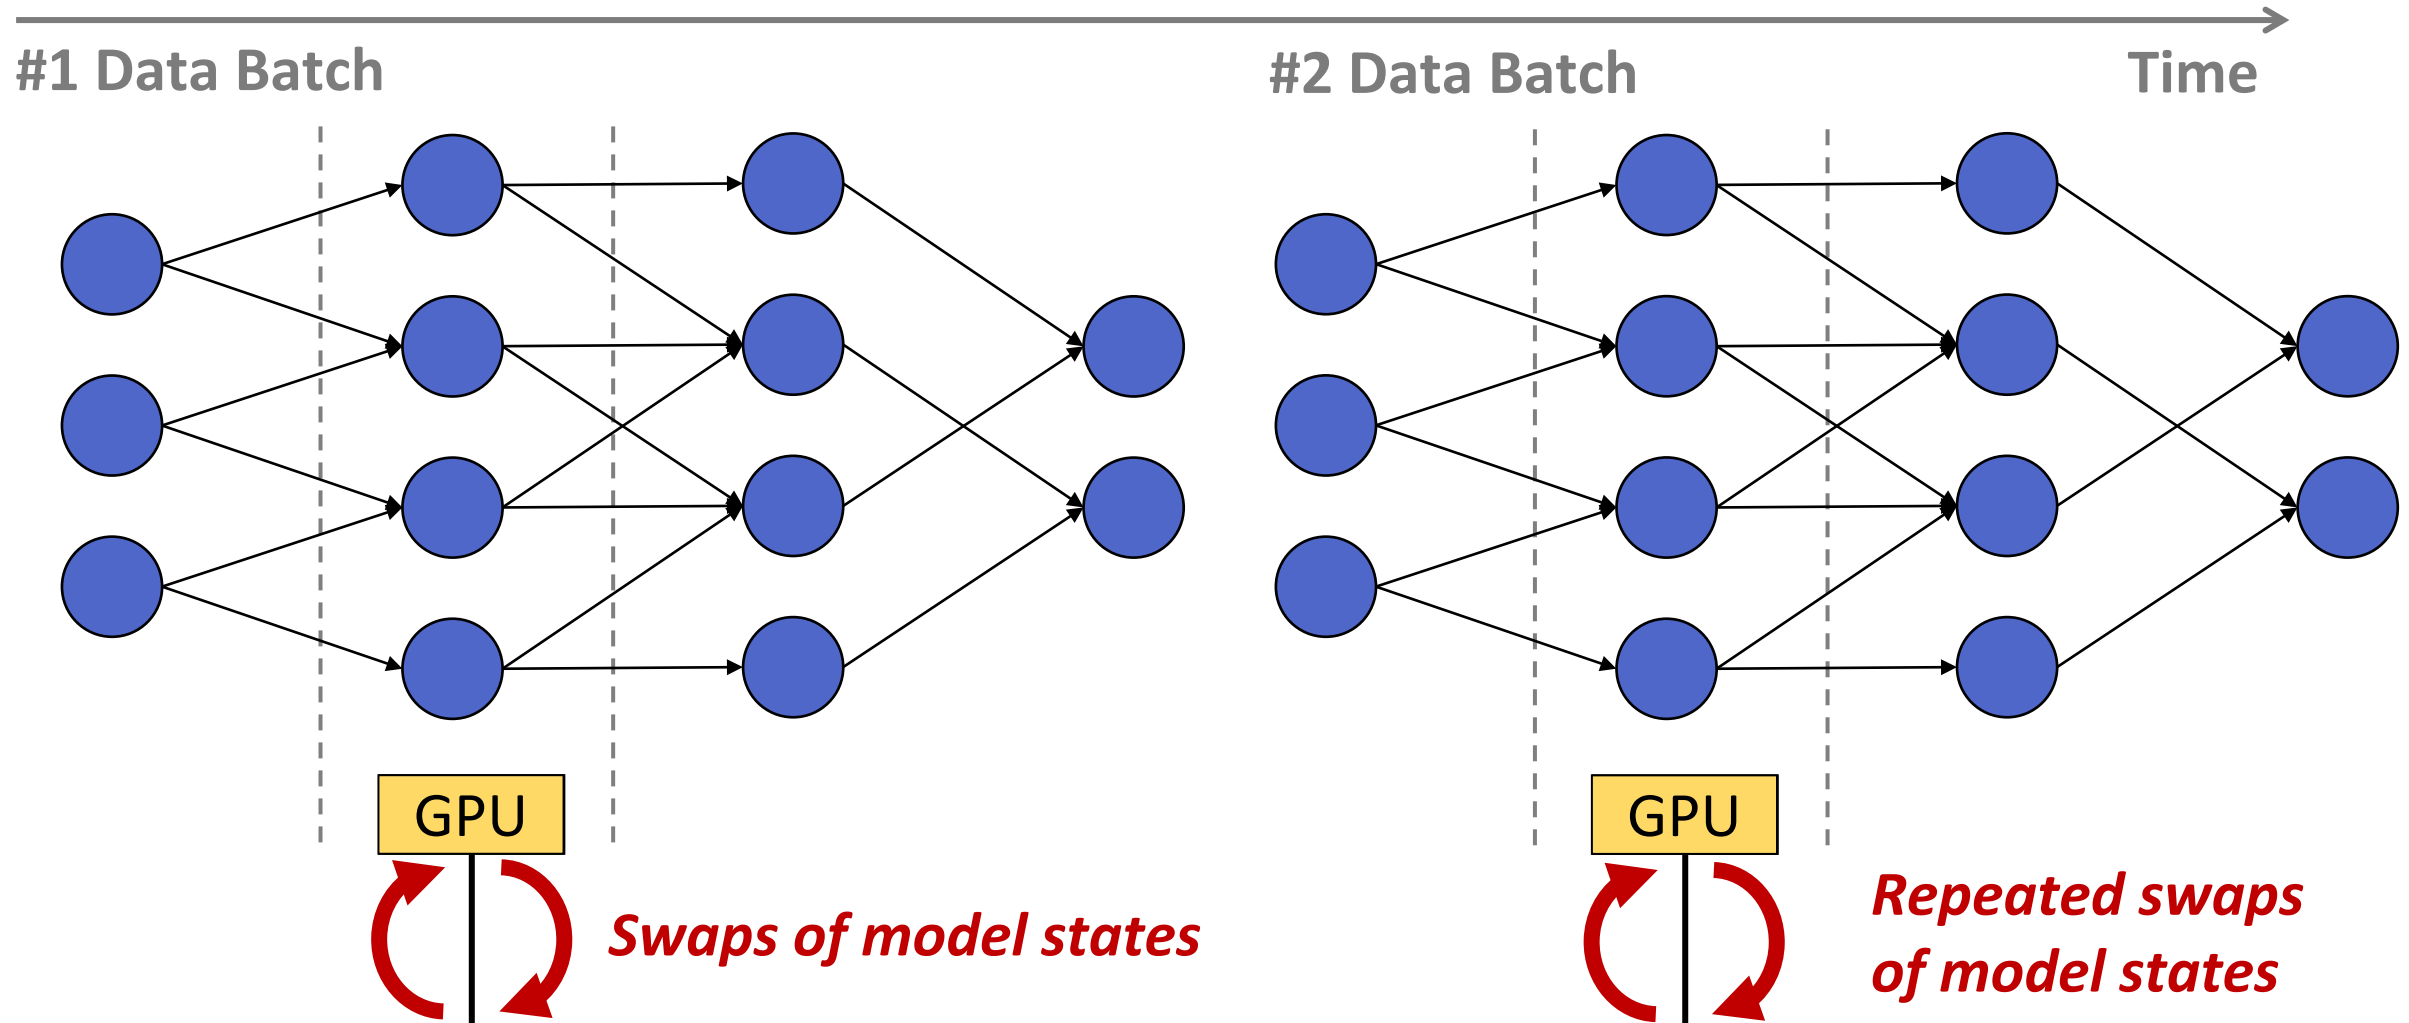 #1 Data Batch
#2 Data Batch
Time
GPU
GPU
Swaps of model states
Repeated swaps
of model states